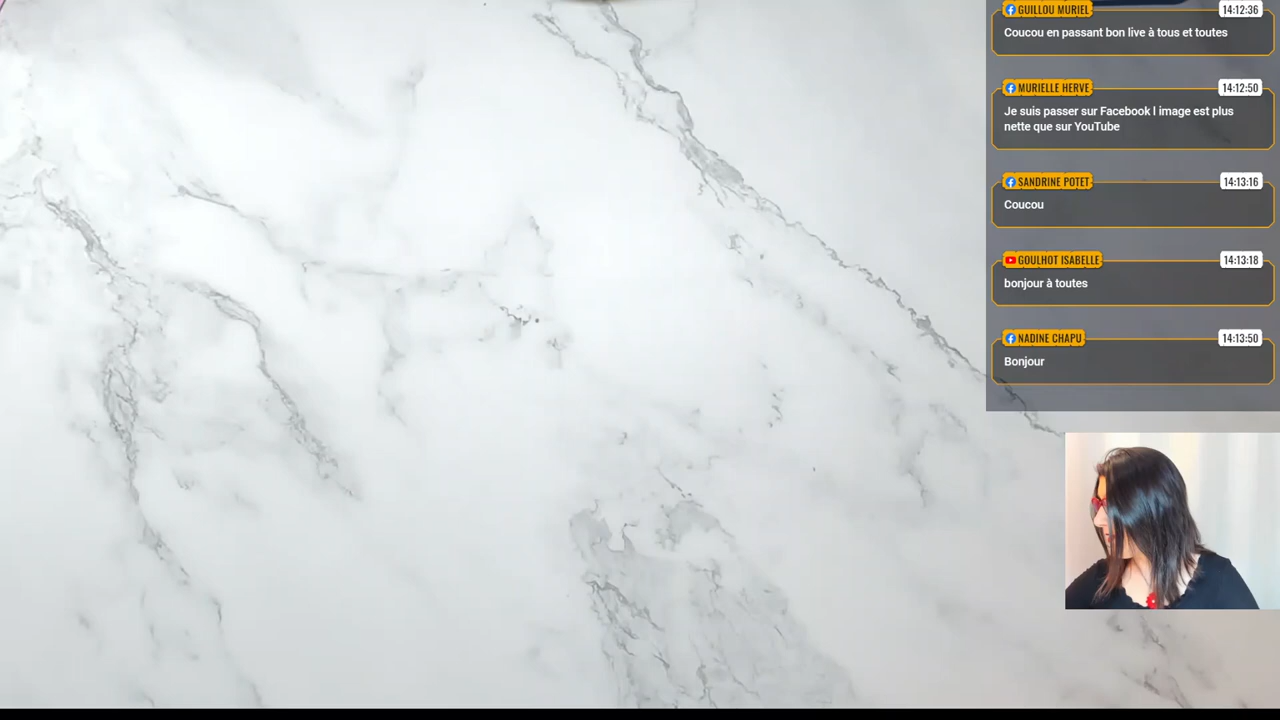 GUILLOU MURIEL 14:12:36
Coucou en passant bon live à tous et toutes
MURIELLE HERVE 14:12:50
Je suis passer sur Facebook l image est plus
nette que sur YouTube
SANDRINE POTET 14:13:16
Coucou
GOULHOT ISABELLE 14:13:18
bonjour à toutes
NADINE CHAPU 14:13:50
Bonjour